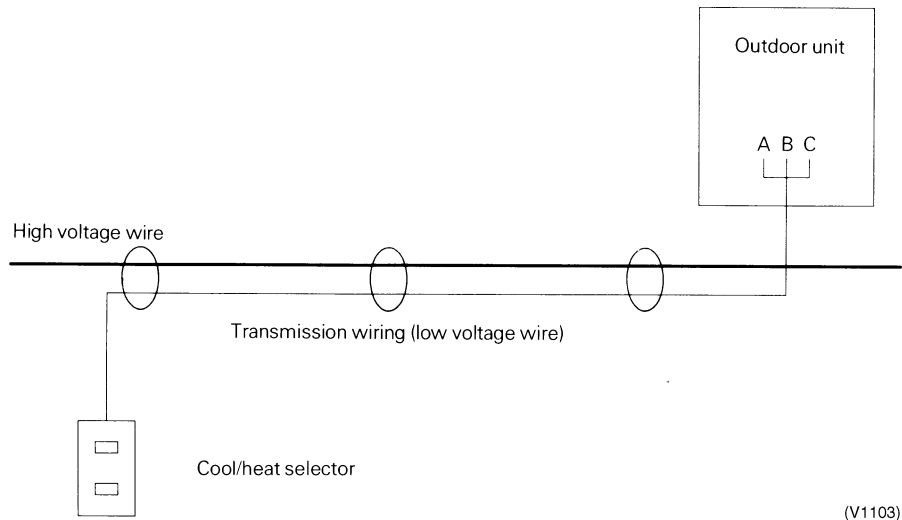 Outdoor unit
A B C
High voltage wire
Transmission wiring (low voltage wire)
Cool/heat selector
(V1103)